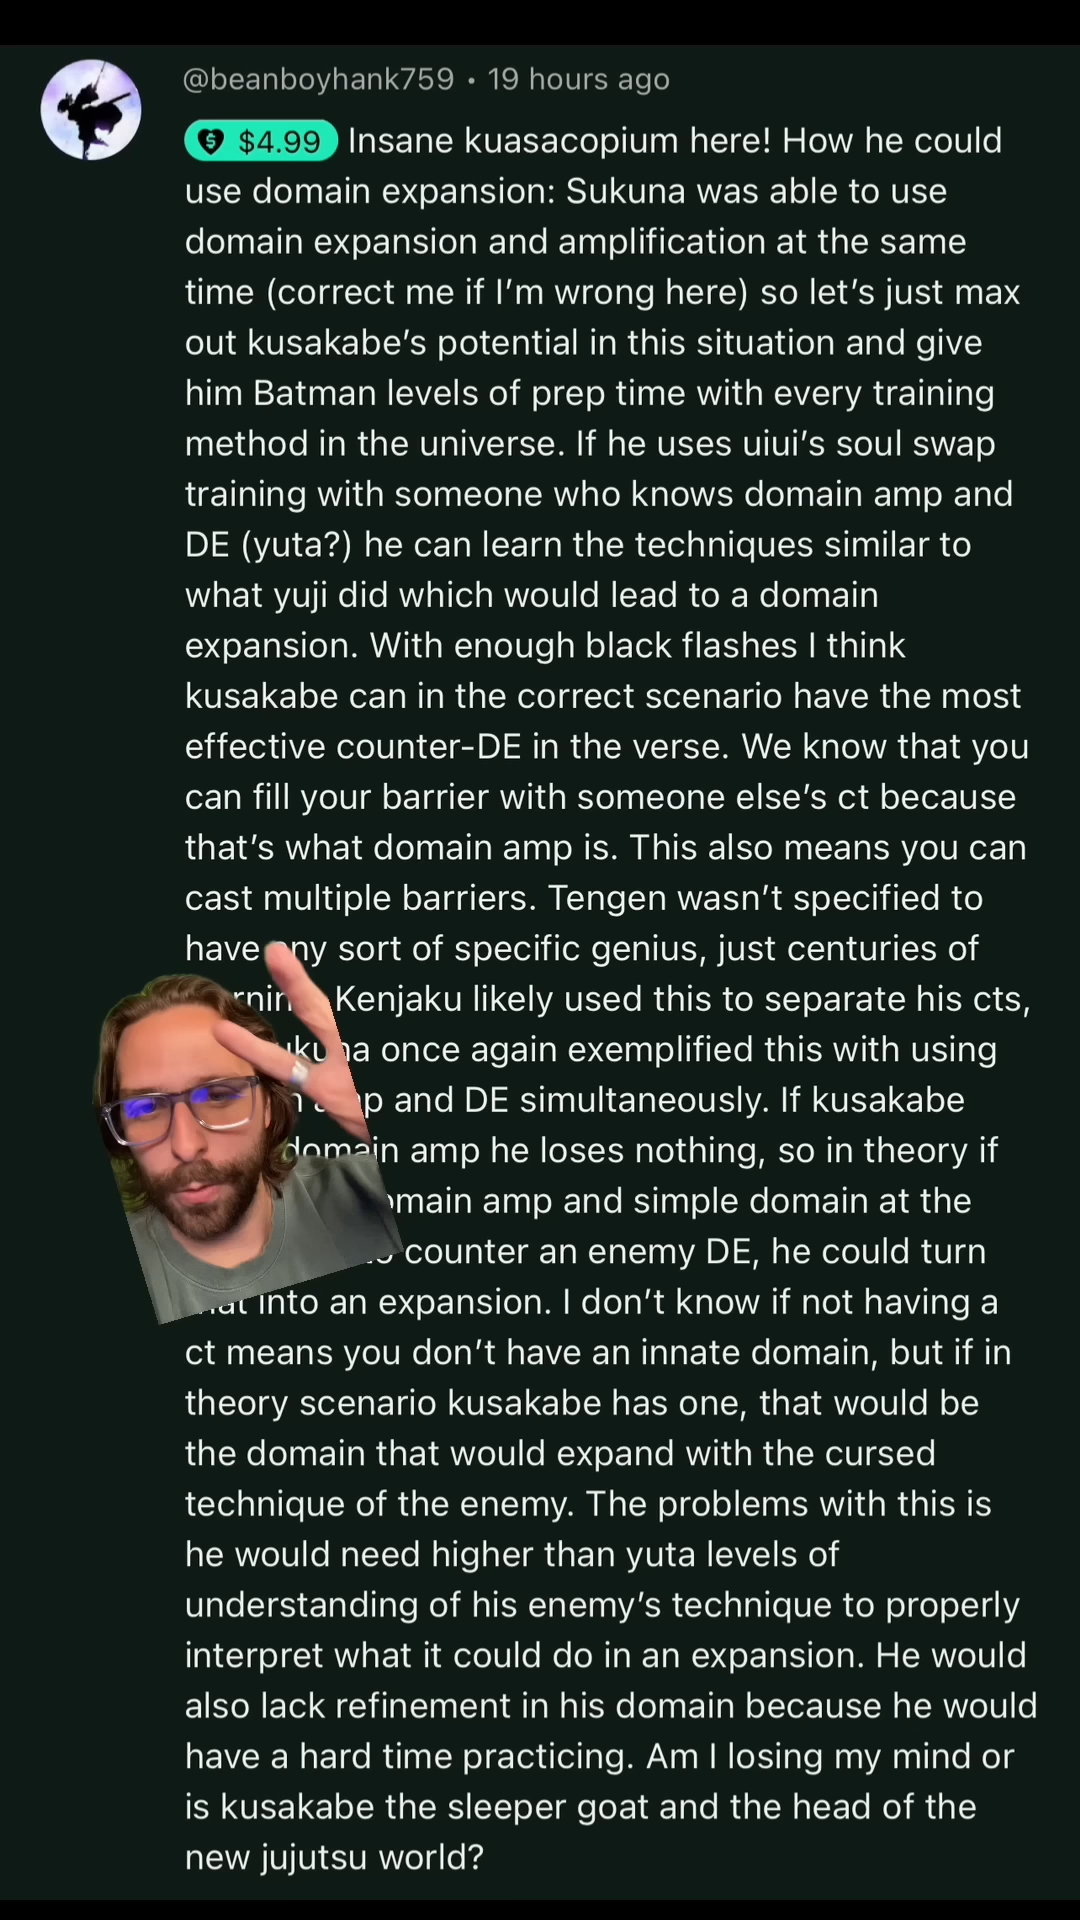 @beanboyhank759 • 19 hours ago
$4.99 Insane kuasacopium here! How he could
use domain expansion: Sukuna was able to use
domain expansion and amplification at the same
time (correct me if I'm wrong here) so let's just max
out kusakabe's potential in this situation and give
him Batman levels of prep time with every training
method in the universe. If he uses uiui's soul swap
training with someone who knows domain amp and
DE (yuta?) he can learn the techniques similar to
what yuji did which would lead to a domain
expansion. With enough black flashes I think
kusakabe can in the correct scenario have the most
effective counter-DE in the verse. We know that you
can fill your barrier with someone else's ct because
that's what domain amp is. This also means you can
cast multiple barriers. Tengen wasn't specified to
have any sort of specific genius, just centuries of
Kenjaku likely used this to separate his cts,
once again exemplified this with using
and DE simultaneously. If kusakabe
domain amp he loses nothing, so in theory if
amp and simple domain at the
counter an enemy DE, he could turn
that into an expansion. I don't know if not having a
ct means you don't have an innate domain, but if in
theory scenario kusakabe has one, that would be
the domain that would expand with the cursed
technique of the enemy. The problems with this is
he would need higher than yuta levels of
understanding of his enemy's technique to properly
interpret what it could do in an expansion. He would
also lack refinement in his domain because he would
have a hard time practicing. Am I losing my mind or
is kusakabe the sleeper goat and the head of the
new jujutsu world?